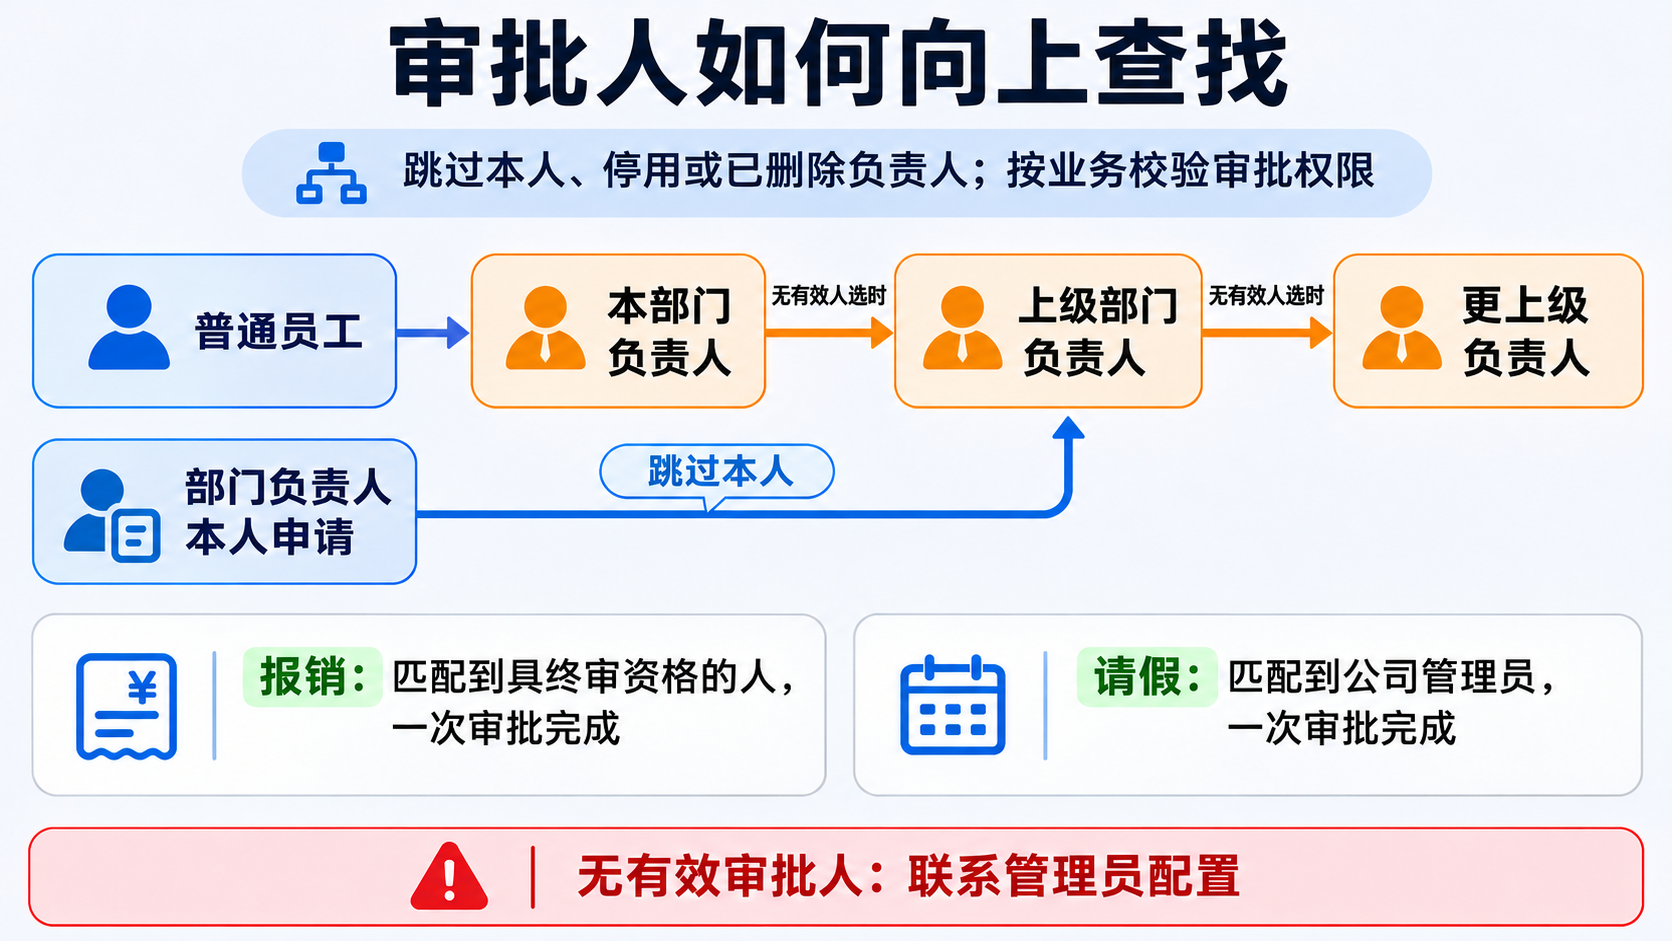 审批人如何向上查找
跳过本人、停用或已删除负责人；按业务校验审批权限
普通员工
本部门
负责人
无有效人选时
上级部门
负责人
无有效人选时
更上级
负责人
部门负责人
本人申请
跳过本人
¥
报销：匹配到具终审资格的人，
一次审批完成
请假：匹配到公司管理员，
一次审批完成
无有效审批人：联系管理员配置